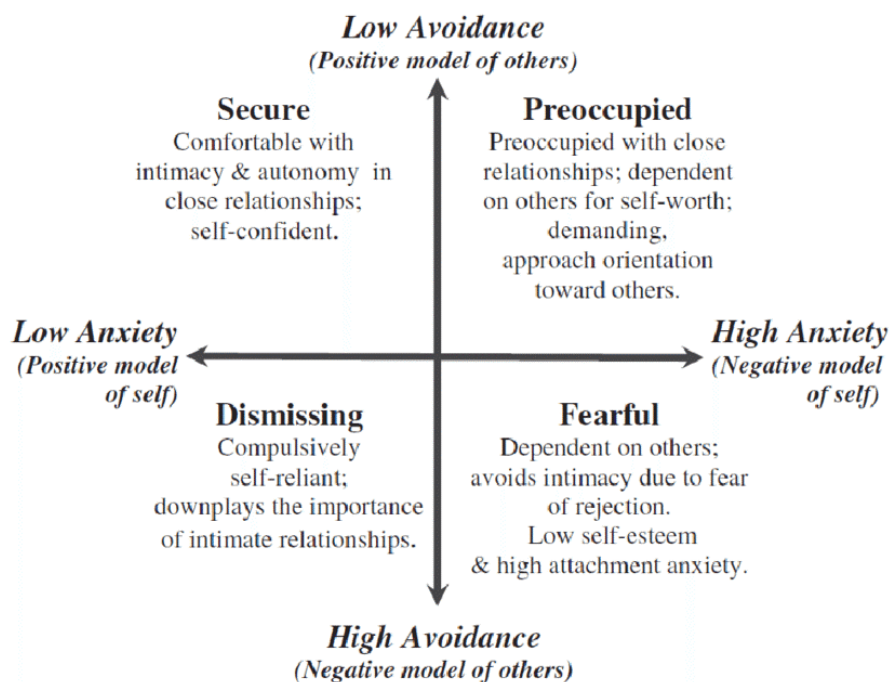 Low Avoidance
(Positive model of others)
Secure
Comfortable with
intimacy & autonomy in
close relationships;
self-confident.
Preoccupied
Preoccupied with close
relationships; dependent
on others for self-worth;
demanding,
approach orientation
toward others.
Low Anxiety
(Positive model
of self)
High Anxiety
(Negative model
of self)
Dismissing
Compulsively
self-reliant;
downplays the importance
of intimate relationships.
Fearful
Dependent on others;
avoids intimacy due to fear
of rejection.
Low self-esteem
& high attachment anxiety.
High Avoidance
(Negative model of others)